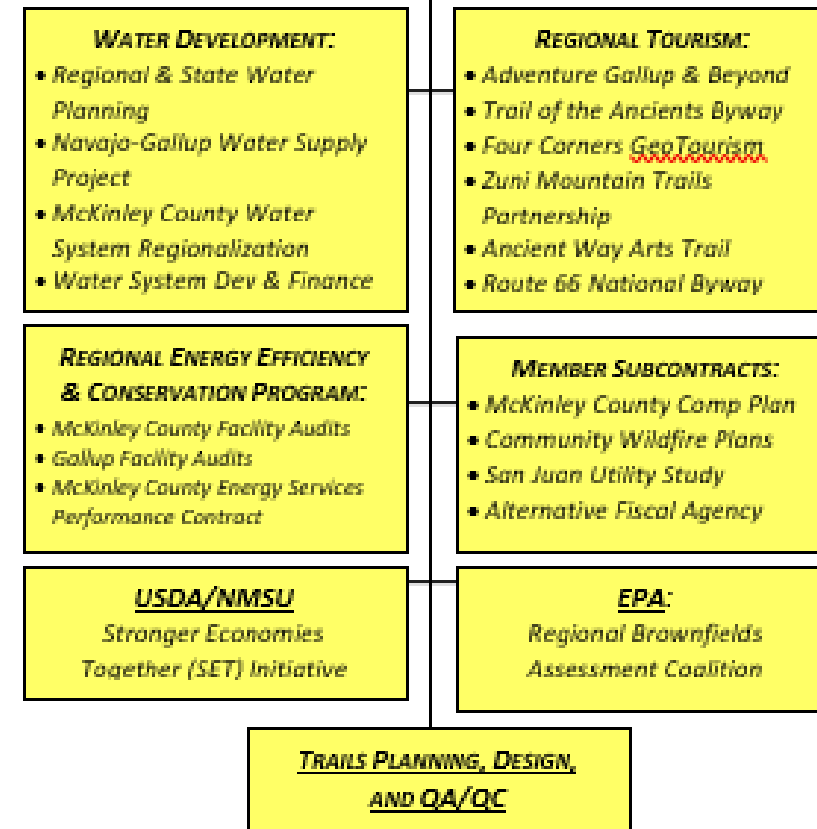 WATER DEVELOPMENT:
• Regional & State Water
Planning
• Navajo-Gallup Water Supply
Project
• McKinley County Water
System Regionalization
• Water System Dev & Finance
REGIONAL TOURISM:
• Adventure Gallup & Beyond
• Trail of the Ancients Byway
• Four Corners GeoTourism
• Zuni Mountain Trails
Partnership
• Ancient Way Arts Trail
• Route 66 National Byway
REGIONAL ENERGY EFFICIENCY
& CONSERVATION PROGRAM:
• McKinley County Facility Audits
• Gallup Facility Audits
• McKinley County Energy Services
Performance Contract
MEMBER SUBCONTRACTS:
• McKinley County Comp Plan
• Community Wildfire Plans
• San Juan Utility Study
• Alternative Fiscal Agency
USDA/NMSU
Stronger Economies
Together (SET) Initiative
EPA:
Regional Brownfields
Assessment Coalition
TRAILS PLANNING, DESIGN,
AND QA/QC